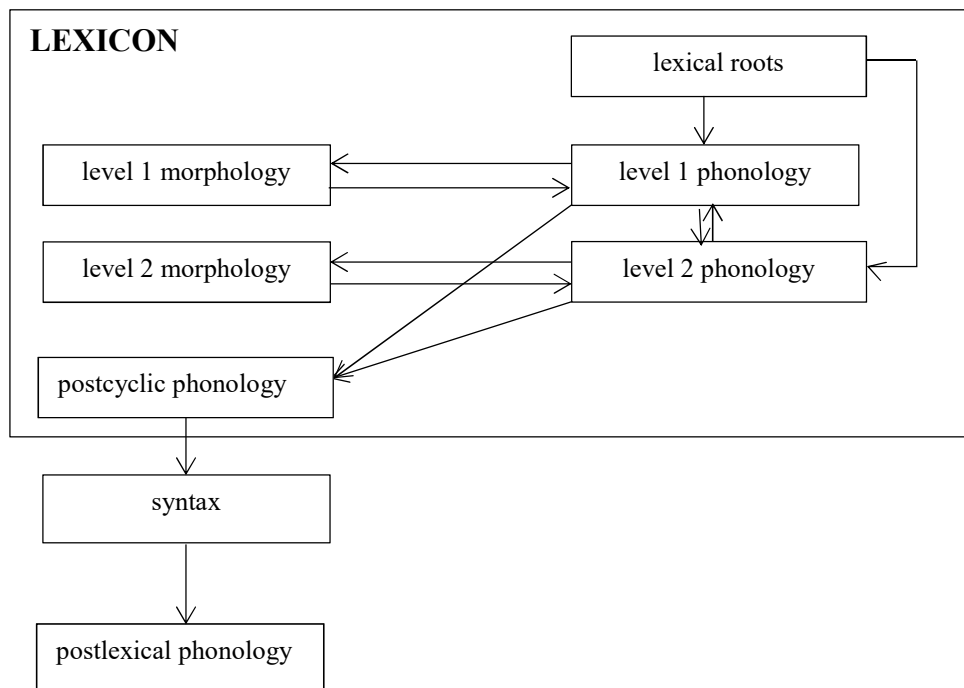 LEXICON
lexical roots
level 1 morphology
level 1 phonology
level 2 morphology
level 2 phonology
postcyclic phonology
syntax
postlexical phonology